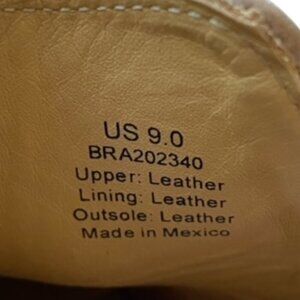 US 9.0
BRA202340
Upper: Leather
Lining: Leather
Outsole: Leather
Made in Mexico